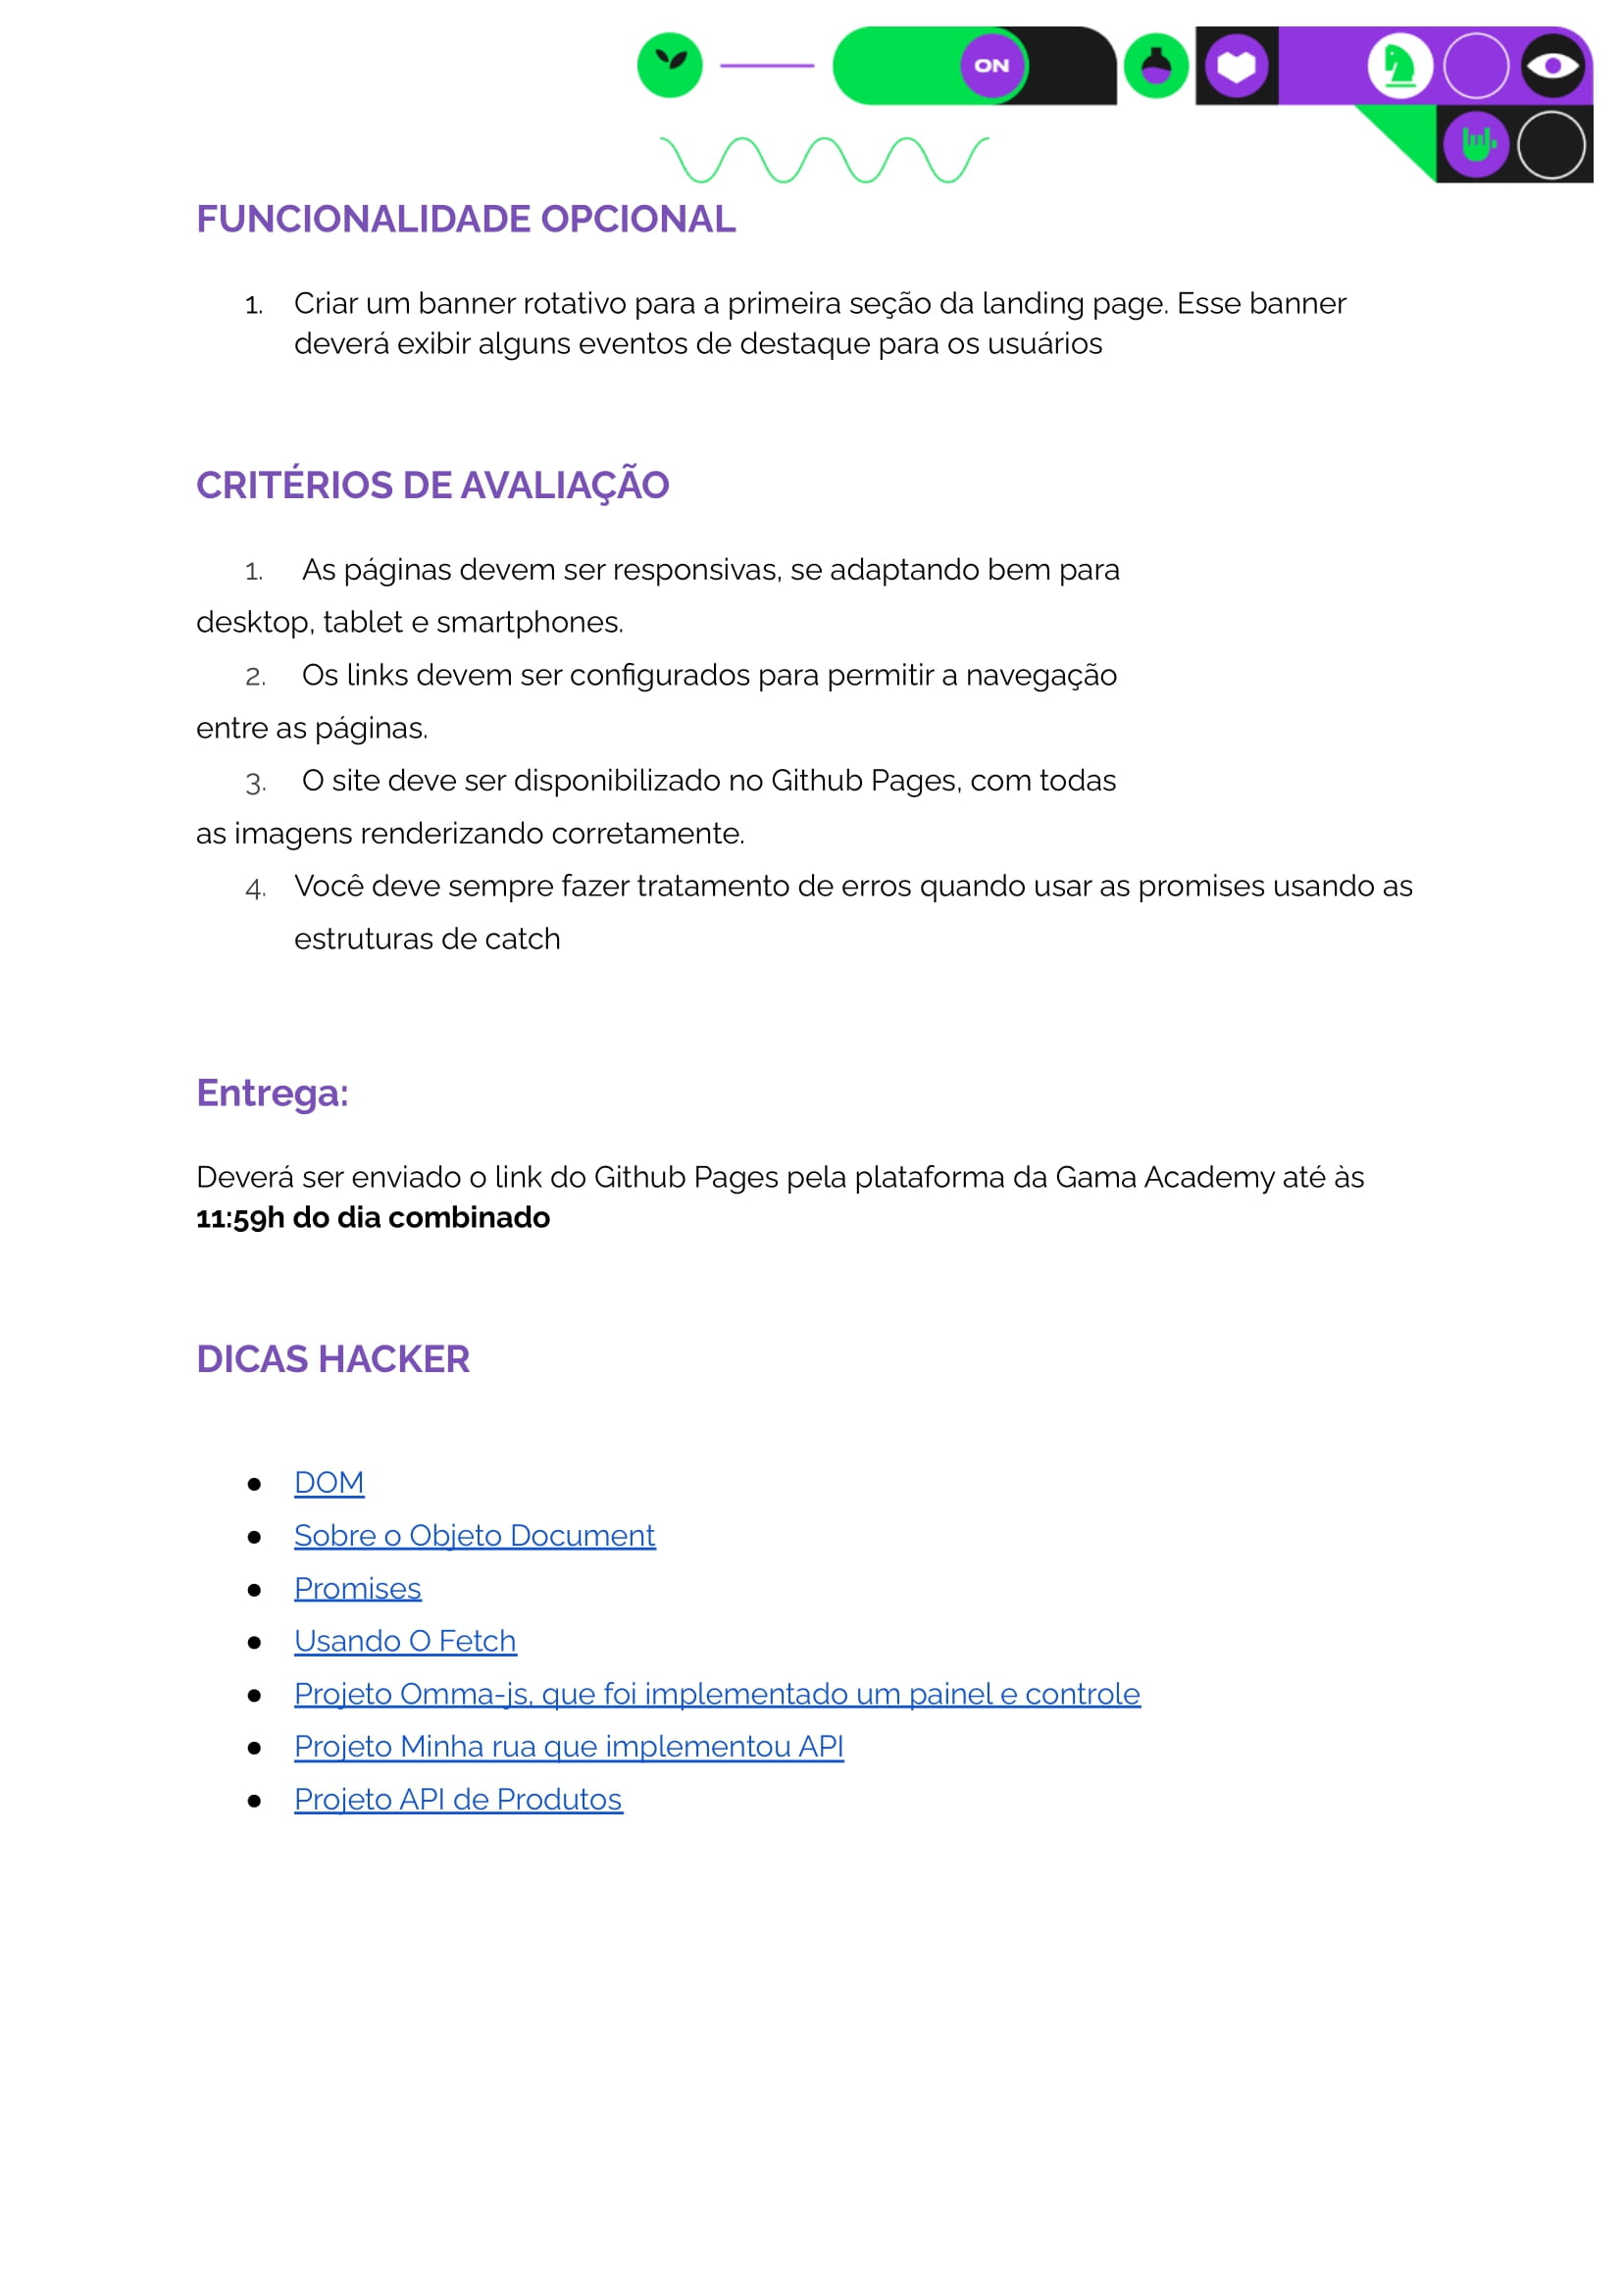 ON
FUNCIONALIDADE OPCIONAL
1. Criar um banner rotativo para a primeira seção da landing page. Esse banner
deverá exibir alguns eventos de destaque para os usuários
CRITÉRIOS DE AVALIAÇÃO
1. As páginas devem ser responsivas, se adaptando bem para
desktop, tablet e smartphones.
2. Os links devem ser configurados para permitir a navegação
entre as páginas.
3. O site deve ser disponibilizado no Github Pages, com todas
as imagens renderizando corretamente.
4. Você deve sempre fazer tratamento de erros quando usar as promises usando as
estruturas de catch
Entrega:
Deverá ser enviado o link do Github Pages pela plataforma da Gama Academy até às
11:59h do dia combinado
DICAS HACKER
● DOM
● Sobre o Objeto Document
● Promises
● Usando O Fetch
● Projeto Omma-js, que foi implementado um painel e controle
● Projeto Minha rua que implementou API
● Projeto API de Produtos